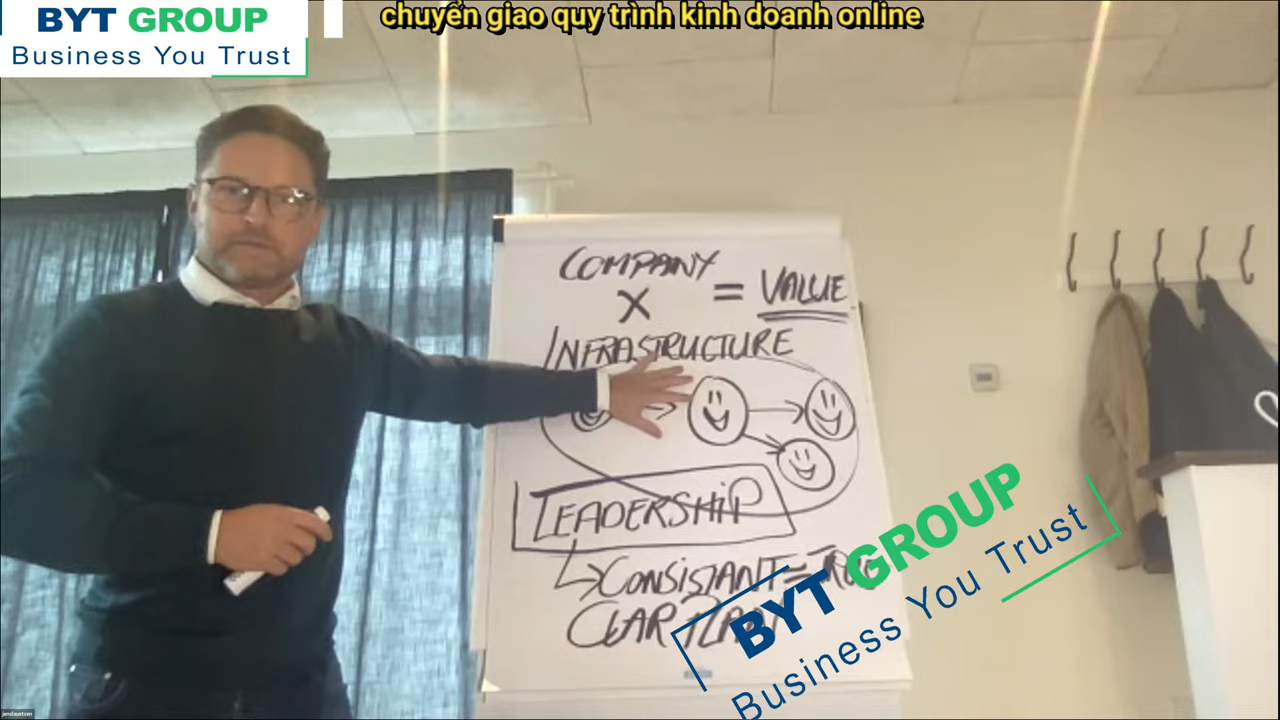 BYT GROUP
Business You Trust
chuyển giao quy trình kinh doanh online
COMPANY
X = VALUE
INFRASTRUCTURE
LEADERSHIP
CONSISTANT =
BYT GROUP
Business You Trust